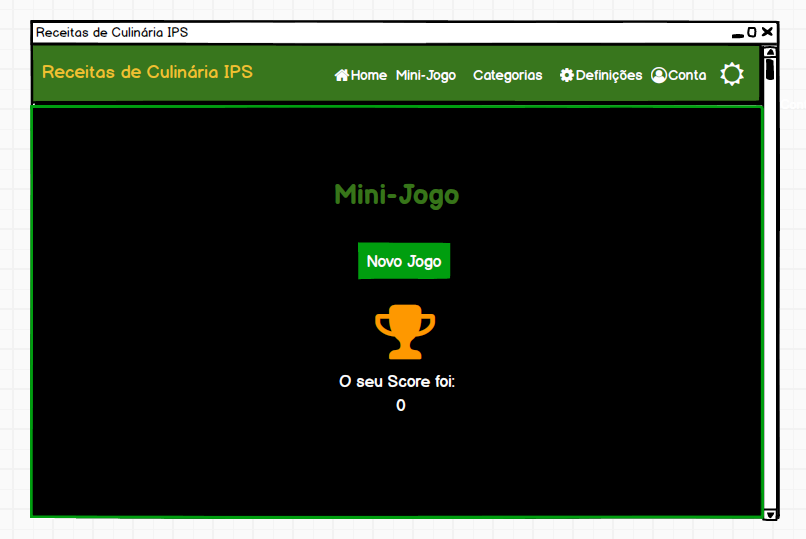 Receitas de Culinária IPS
Receitas de Culinária IPS
Home Mini-Jogo Categorias Definições Conta
Mini-Jogo
Novo Jogo
O seu Score foi:
0